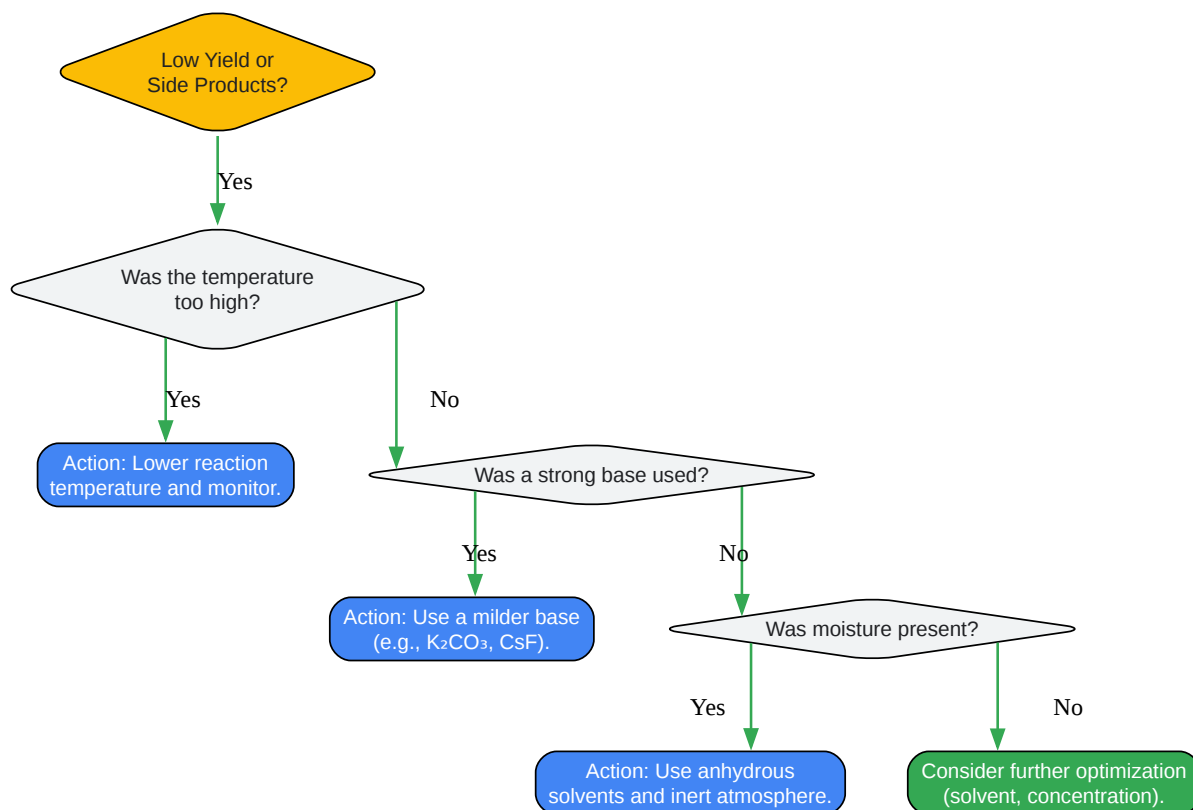 Low Yield or
Side Products?
Yes
Was the temperature
too high?
Yes
No
Action: Lower reaction
temperature and monitor.
Was a strong base used?
Yes
No
Action: Use a milder base
(e.g., K₂CO₃, CsF).
Was moisture present?
Yes
No
Action: Use anhydrous
solvents and inert atmosphere.
Consider further optimization
(solvent, concentration).